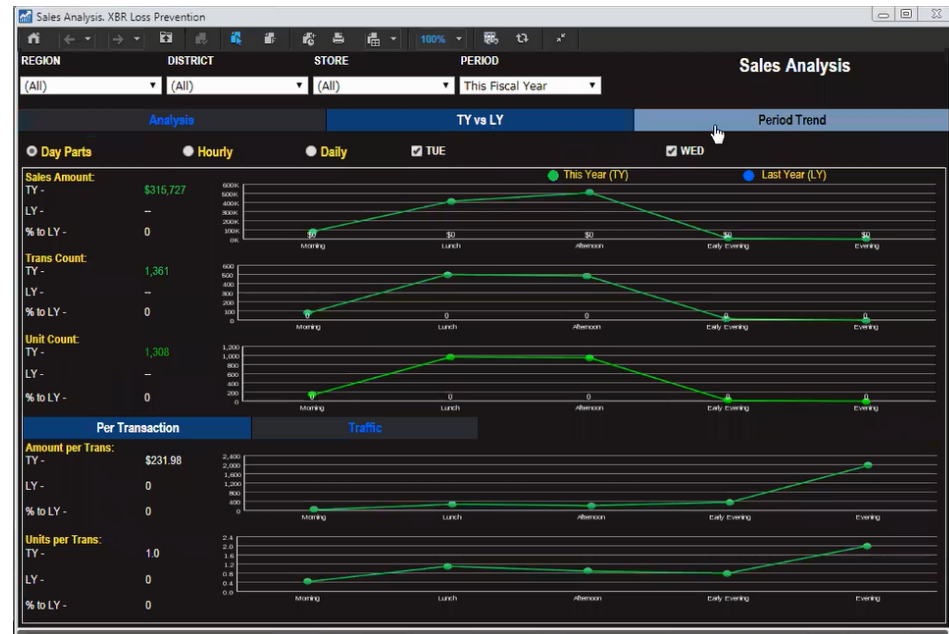 Sales Analysis. XBR Loss Prevention
100%
REGION DISTRICT STORE PERIOD
Sales Analysis
(All) (All) (All) This Fiscal Year
Analysis TY vs LY Period Trend
Day Parts Hourly Daily TUE WED
This Year (TY) Last Year (LY)
Sales Amount:
TY - $315,727
LY - --
% to LY - 0
600K
500K
400K
300K
200K
100K
0K
$0 $0 $0 $0 $0
Morning Lunch Afternoon Early Evening Evening
Trans Count:
TY - 1,361
LY - --
% to LY - 0
600
500
400
300
200
100
0
0 0 0 0 0
Morning Lunch Afternoon Early Evening Evening
Unit Count:
TY - 1,308
LY - --
% to LY - 0
1,200
1,000
800
600
400
200
0
0 0 0 0 0
Morning Lunch Afternoon Early Evening Evening
Per Transaction Traffic
Amount per Trans:
TY - $231.98
LY - 0
% to LY - 0
2,400
2,000
1,600
1,200
800
400
0
Morning Lunch Afternoon Early Evening Evening
Units per Trans:
TY - 1.0
LY - 0
% to LY - 0
2.4
2.0
1.6
1.2
0.8
0.4
0.0
Morning Lunch Afternoon Early Evening Evening